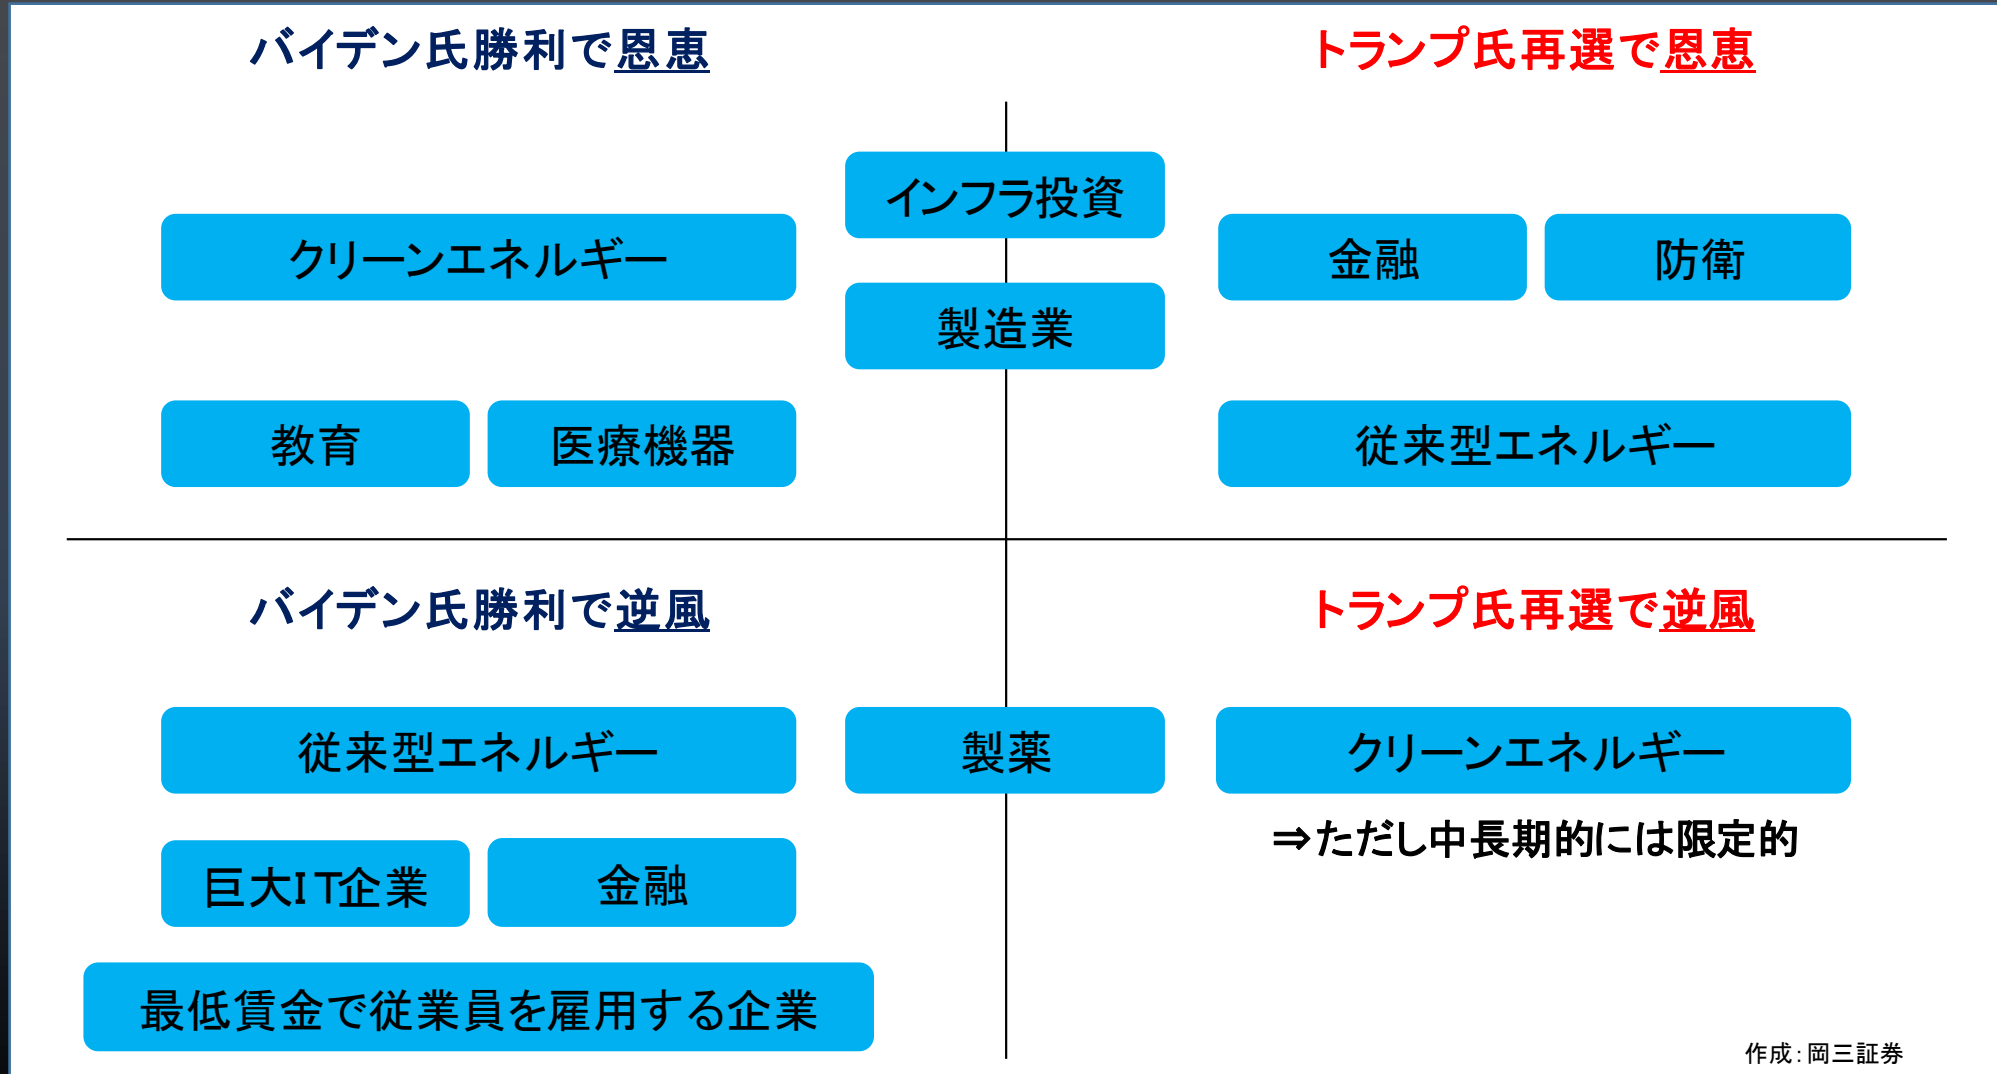 バイデン氏勝利で恩恵
トランプ氏再選で恩恵
インフラ投資
クリーンエネルギー
金融
防衛
製造業
教育
医療機器
従来型エネルギー
バイデン氏勝利で逆風
トランプ氏再選で逆風
従来型エネルギー
製薬
クリーンエネルギー
⇒ただし中長期的には限定的
巨大IT企業
金融
最低賃金で従業員を雇用する企業
作成:岡三証券